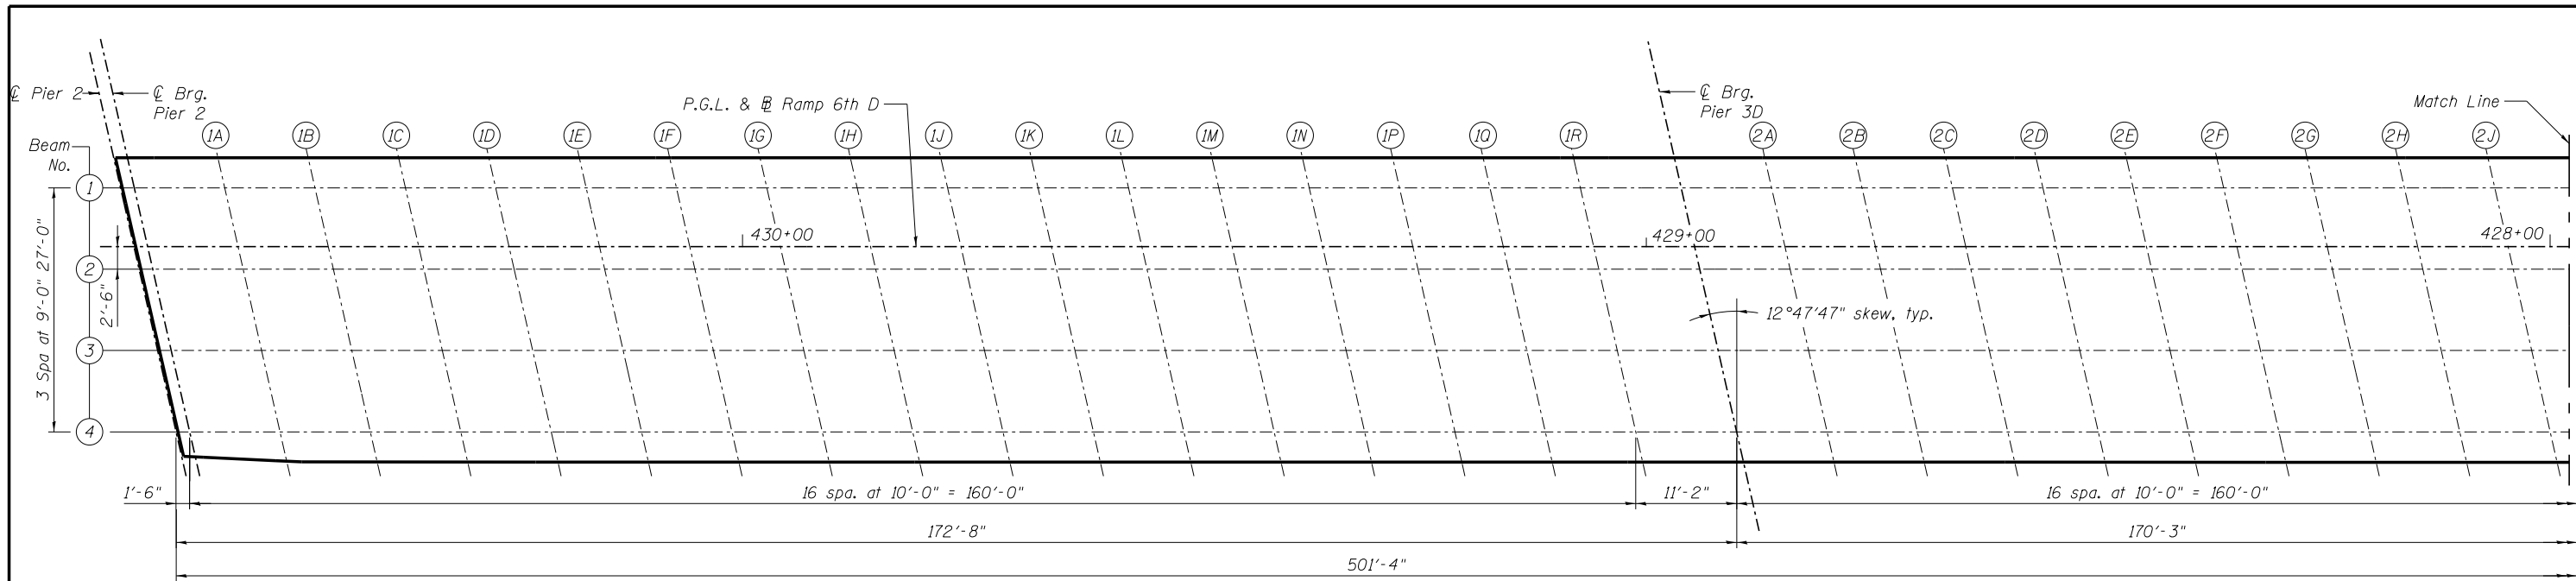 ℄ Pier 2
℄ Brg.
Pier 2
P.G.L. & ␢ Ramp 6th D
℄ Brg.
Pier 3D
Match Line
1A 1B 1C 1D 1E 1F 1G 1H 1J 1K 1L 1M 1N 1P 1Q 1R 2A 2B 2C 2D 2E 2F 2G 2H 2J
Beam
No.
1
2
3
4
3 Spa at 9'-0" 27'-0"
2'-6"
430+00
429+00
428+00
12°47'47" skew, typ.
1'-6"
16 spa. at 10'-0" = 160'-0"
11'-2"
16 spa. at 10'-0" = 160'-0"
172'-8"
170'-3"
501'-4"